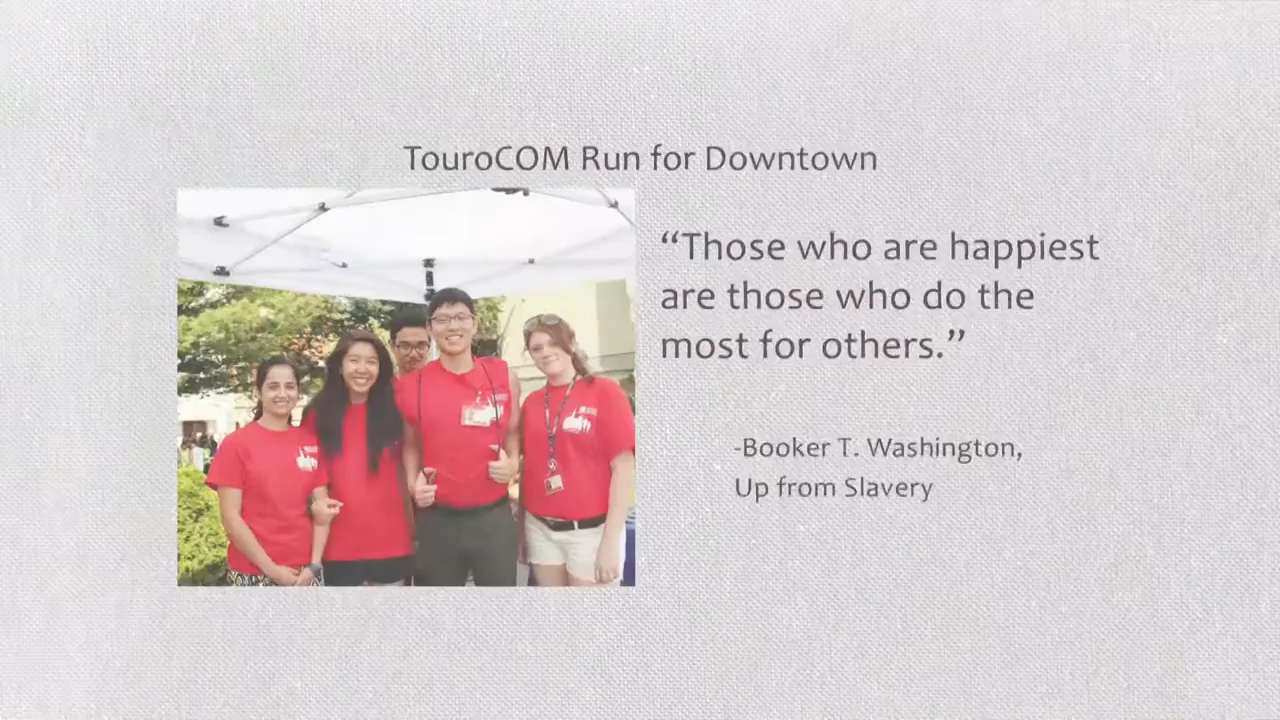 TouroCOM Run for Downtown
“Those who are happiest
are those who do the
most for others.”
-Booker T. Washington,
Up from Slavery